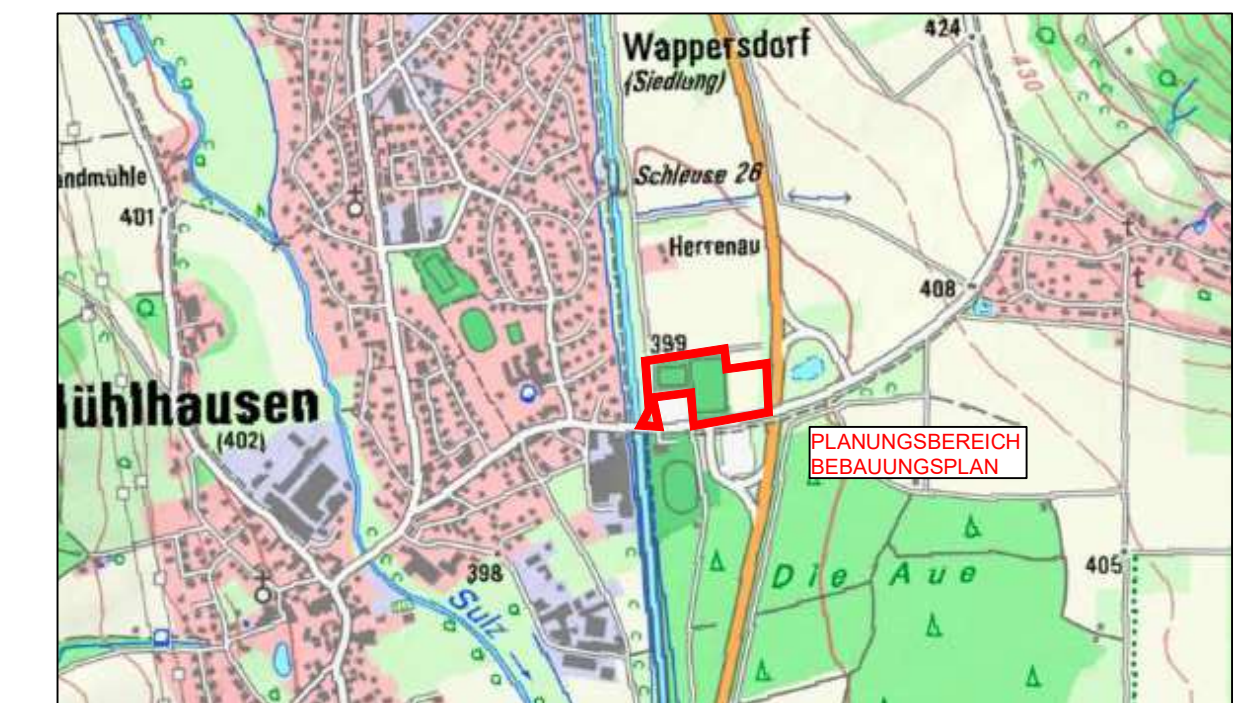 Wappersdorf
(Siedlung)
424
430
andmühle
401
Schleuse 26
Herrenau
408
399
ühlhausen
(402)
PLANUNGSBEREICH
BEBAUUNGSPLAN
398
Sulz
Die Aue
405